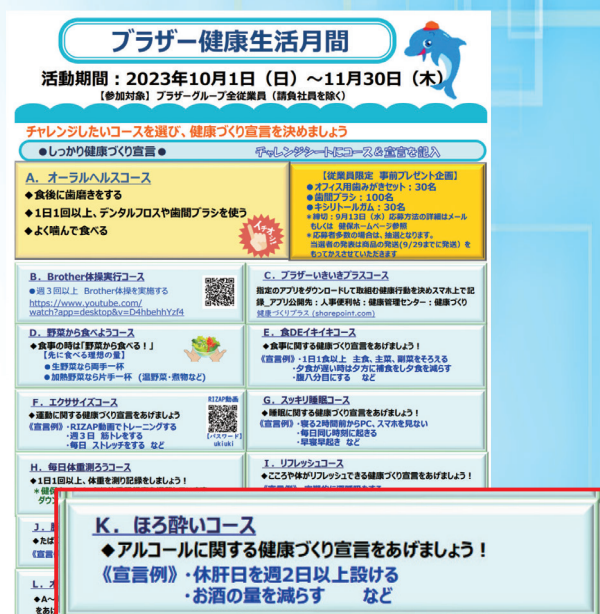 ブラザー健康生活月間
活動期間：2023年10月1日（日）～11月30日（木）
【参加対象】ブラザーグループ全従業員（請負社員を除く）
チャレンジしたいコースを選び、健康づくり宣言を決めましょう
●しっかり健康づくり宣言●
チャレンジシートにコース＆宣言を記入
A．オーラルヘルスコース
◆食後に歯磨きをする
◆1日1回以上、デンタルフロスや歯間ブラシを使う
◆よく噛んで食べる
イチオシ
【従業員限定 事前プレゼント企画】
●オフィス用歯みがきセット：30名
●歯間ブラシ：100名
●キシリトールガム：30名
＊締切：9月13日（水）応募方法の詳細はメール
もしくは 健保ホームページ参照
＊応募者多数の場合は、抽選となります。
当選者の発表は商品の発送(9/29までに発送）を
もってかえさせていただきます
B．Brother体操実行コース
●週３回以上 Brother体操を実施する
https://www.youtube.com/
watch?app=desktop&v=D4hbehhYzf4
C．ブラザーいきいきプラスコース
指定のアプリをダウンロードして取組む健康行動を決めスマホ上で記
録_アプリ公開先：人事便利帖：健康管理センター：健康づくり
健康づくりプラス (sharepoint.com)
D．野菜から食べようコース
◆食事の時は「野菜から食べる！」
【先に食べる理想の量】
●生野菜なら両手一杯
●加熱野菜なら片手一杯 （温野菜・煮物など）
E．食DEイキイキコース
◆食事に関する健康づくり宣言をあげましょう！
《宣言例》・1日1食以上 主食、主菜、副菜をそろえる
・夕食が遅い時は夕方に補食をし夕食を減らす
・腹八分目にする など
F．エクササイズコース
◆運動に関する健康づくり宣言をあげましょう
《宣言例》・RIZAP動画でトレーニングする
・週３日 筋トレをする
・毎日 ストレッチをする など
RIZAP動画
【パスワード】
ukiuki
G．スッキリ睡眠コース
◆睡眠に関する健康づくり宣言をあげましょう！
《宣言例》・寝る2時間前からPC、スマホを見ない
・毎日同じ時刻に起きる
・早寝早起き など
H．毎日体重測ろうコース
◆1日1回以上、体重を測り記録をしましょう！
＊健保
ダウン
I．リフレッシュコース
◆こころや体がリフレッシュできる健康づくり宣言をあげましょう！
J．
◆たば
《宣言
K．ほろ酔いコース
◆アルコールに関する健康づくり宣言をあげましょう！
《宣言例》・休肝日を週2日以上設ける
・お酒の量を減らす など
L．オ
◆A～
をあげ